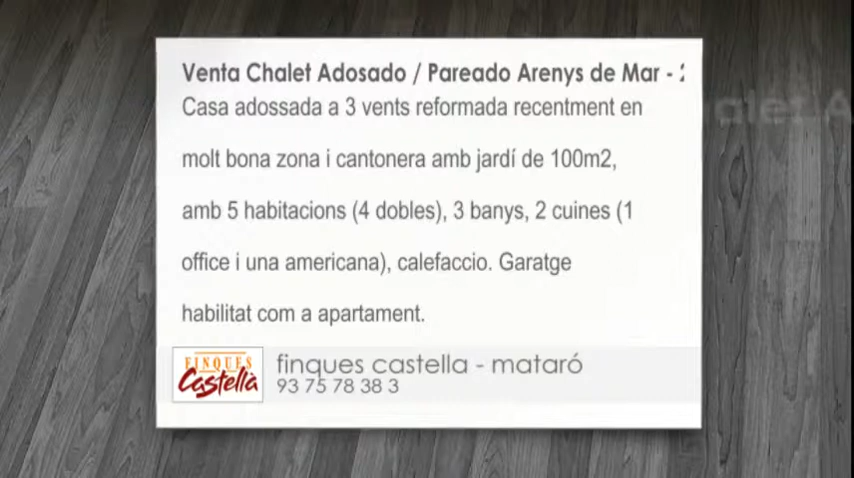 Venta Chalet Adosado / Pareado Arenys de Mar -
Casa adossada a 3 vents reformada recentment en
molt bona zona i cantonera amb jardí de 100m2,
amb 5 habitacions (4 dobles), 3 banys, 2 cuines (1
office i una americana), calefaccio. Garatge
habilitat com a apartament.
FINQUES
Castellà
finques castella - mataró
93 75 78 38 3